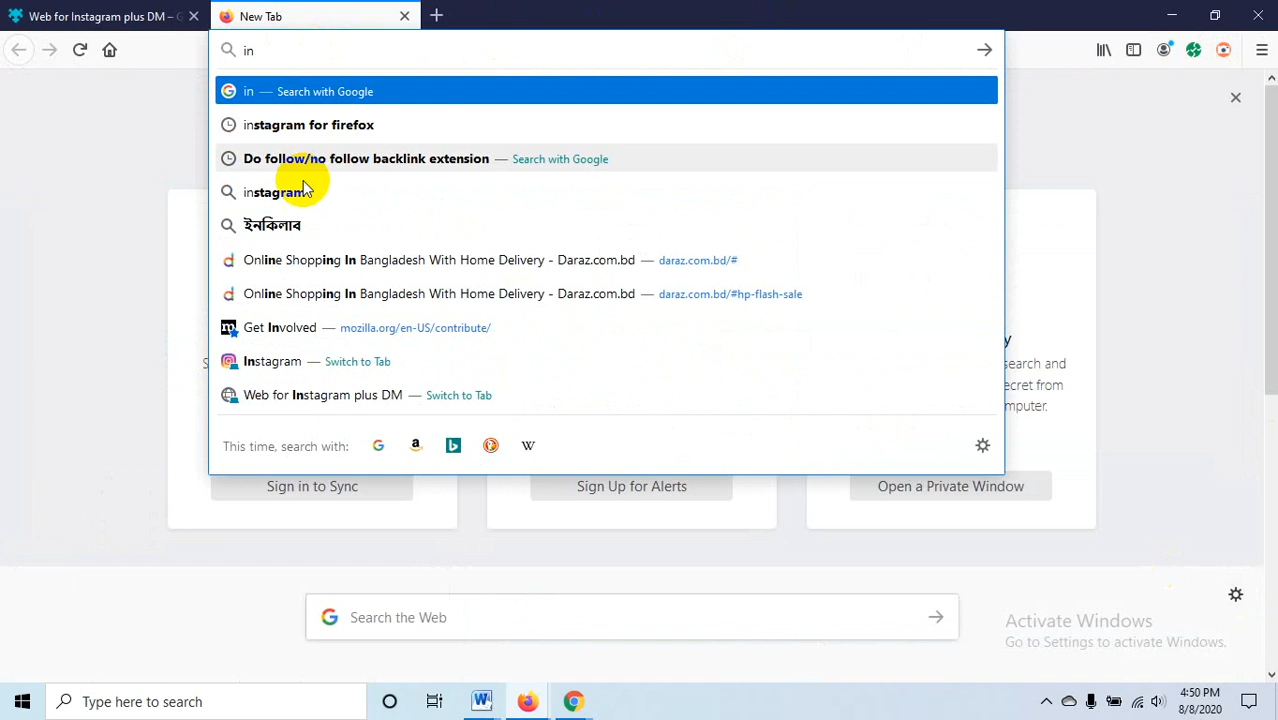 Web for Instagram plus DM – G
New Tab
in
in — Search with Google
instagram for firefox
Do follow/no follow backlink extension — Search with Google
instagram
ইনকিলাব
Online Shopping In Bangladesh With Home Delivery - Daraz.com.bd — daraz.com.bd/#
Online Shopping In Bangladesh With Home Delivery - Daraz.com.bd — daraz.com.bd/#hp-flash-sale
Get Involved — mozilla.org/en-US/contribute/
Instagram — Switch to Tab
Web for Instagram plus DM — Switch to Tab
This time, search with:
search and
ecret from
omputer.
Sign in to Sync
Sign Up for Alerts
Open a Private Window
Search the Web
Activate Windows
Go to Settings to activate Windows.
Type here to search
4:50 PM
8/8/2020